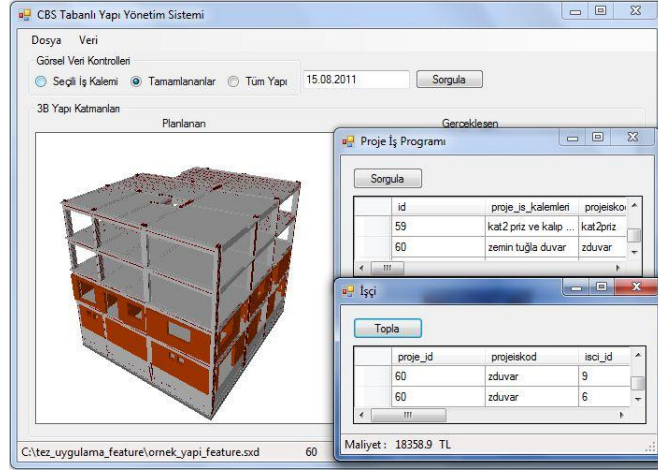 CBS Tabanlı Yapı Yönetim Sistemi
Dosya Veri
Görsel Veri Kontrolleri
Seçili İş Kalemi Tamamlananlar Tüm Yapı 15.08.2011 Sorgula
3B Yapı Katmanları
Planlanan Gerçekleşen
Proje İş Programı
Sorgula
id proje_is_kalemleri projeiskod
59 kat2 priz ve kalıp ... kat2priz
60 zemin tuğla duvar zduvar
İşçi
Topla
proje_id projeiskod isci_id
60 zduvar 9
60 zduvar 6
Maliyet : 18358.9 TL
C:\tez_uygulama_feature\ornek_yapi_feature.sxd 60